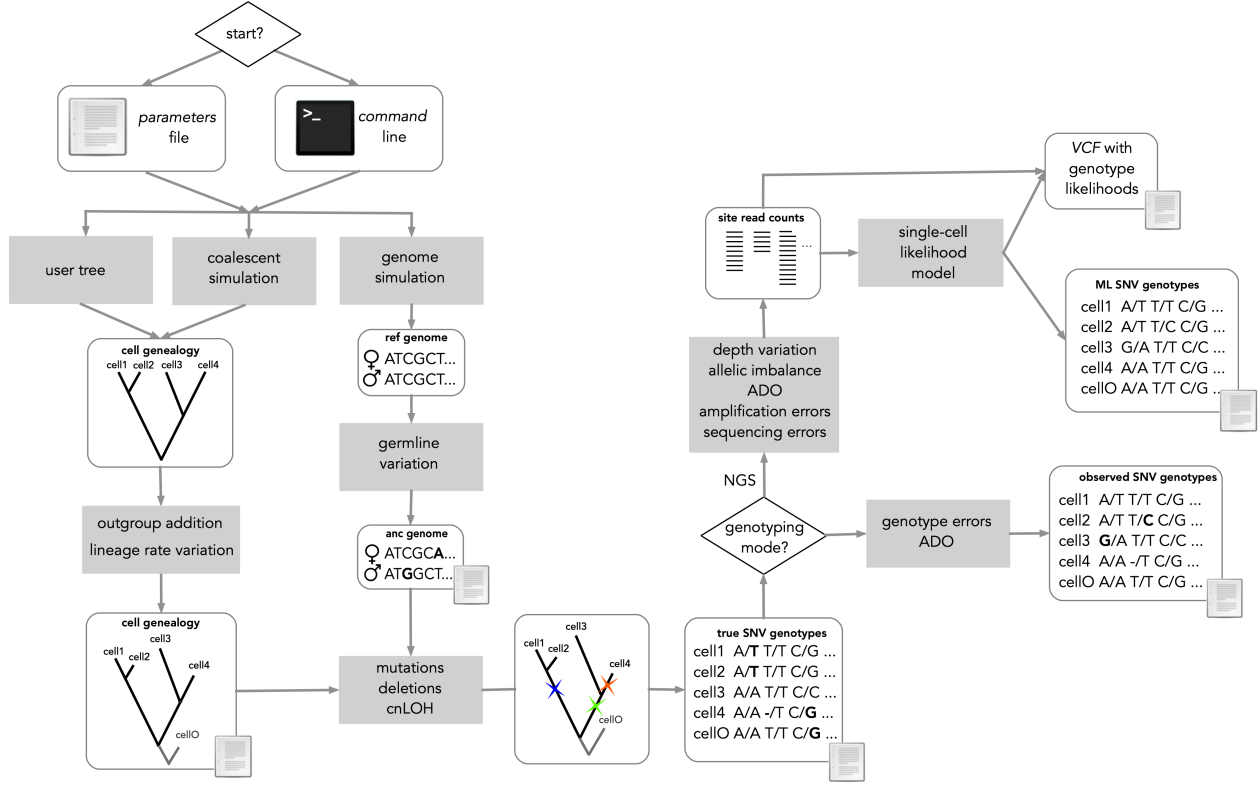 start?
parameters
file
>_
command
line
user tree
coalescent
simulation
genome
simulation
cell genealogy
cell1 cell2 cell3 cell4
ref genome
♀ ATCGCT...
♂ ATCGCT...
germline
variation
outgroup addition
lineage rate variation
anc genome
♀ ATCGCA...
♂ ATGGCT...
cell genealogy
cell3
cell1
cell2
cell4
cellO
mutations
deletions
cnLOH
cell3
cell1
cell2
cell4
cellO
true SNV genotypes
cell1 A/T T/T C/G ...
cell2 A/T T/T C/G ...
cell3 A/A T/T C/C ...
cell4 A/A -/T C/G ...
cellO A/A T/T C/G ...
genotyping
mode?
NGS
depth variation
allelic imbalance
ADO
amplification errors
sequencing errors
site read counts
...
single-cell
likelihood
model
VCF with
genotype
likelihoods
ML SNV genotypes
cell1 A/T T/T C/G ...
cell2 A/T T/C C/G ...
cell3 G/A T/T C/C ...
cell4 A/A T/T C/G ...
cellO A/A T/T C/G ...
genotype errors
ADO
observed SNV genotypes
cell1 A/T T/T C/G ...
cell2 A/T T/C C/G ...
cell3 G/A T/T C/C ...
cell4 A/A -/T C/G ...
cellO A/A T/T C/G ...